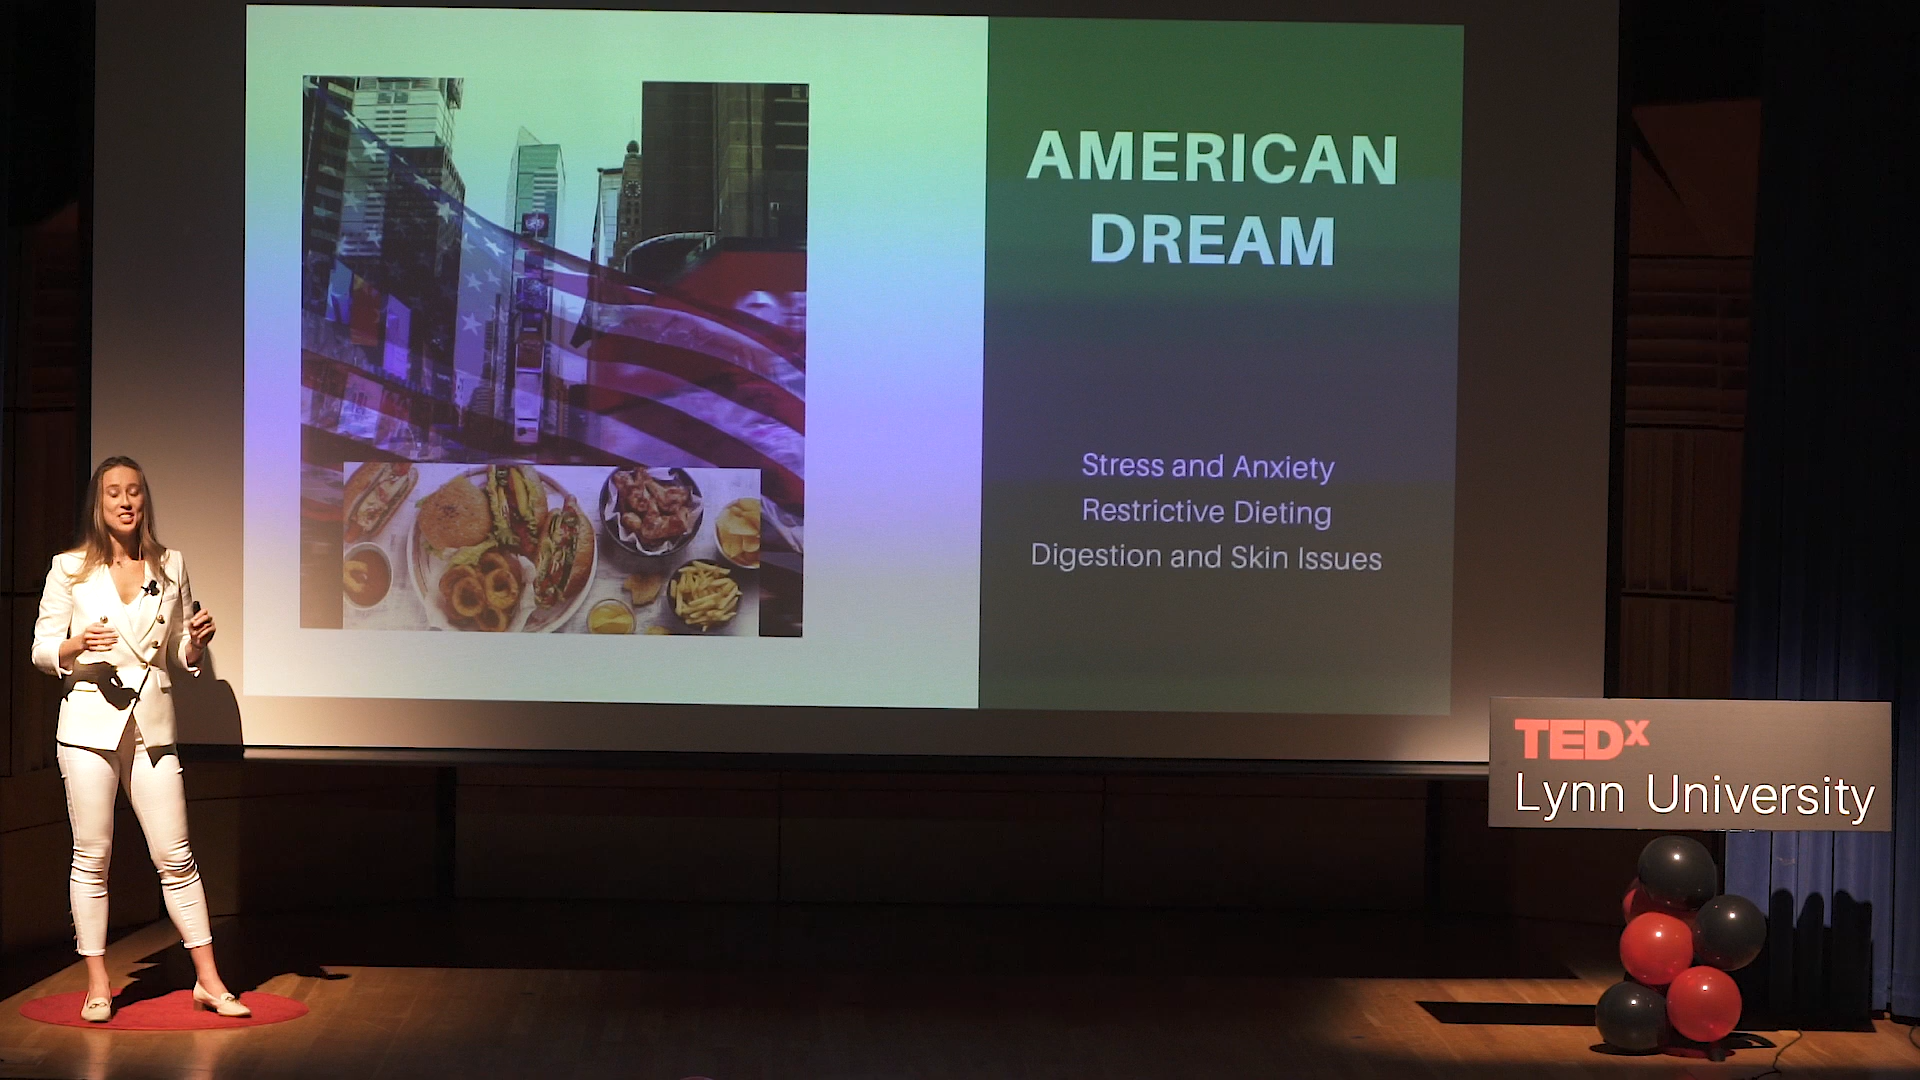 AMERICAN
DREAM
Stress and Anxiety
Restrictive Dieting
Digestion and Skin Issues
TEDx
Lynn University